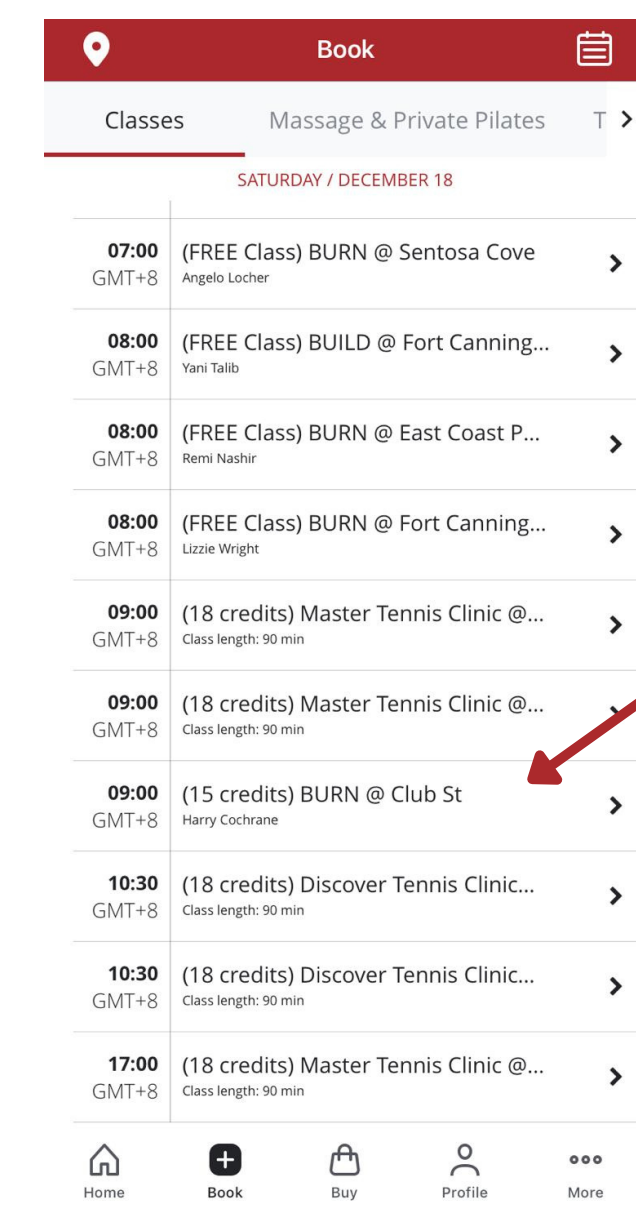 Book
Classes Massage & Private Pilates T
SATURDAY / DECEMBER 18
07:00 (FREE Class) BURN @ Sentosa Cove
GMT+8 Angelo Locher
08:00 (FREE Class) BUILD @ Fort Canning...
GMT+8 Yani Talib
08:00 (FREE Class) BURN @ East Coast P...
GMT+8 Remi Nashir
08:00 (FREE Class) BURN @ Fort Canning...
GMT+8 Lizzie Wright
09:00 (18 credits) Master Tennis Clinic @...
GMT+8 Class length: 90 min
09:00 (18 credits) Master Tennis Clinic @...
GMT+8 Class length: 90 min
09:00 (15 credits) BURN @ Club St
GMT+8 Harry Cochrane
10:30 (18 credits) Discover Tennis Clinic...
GMT+8 Class length: 90 min
10:30 (18 credits) Discover Tennis Clinic...
GMT+8 Class length: 90 min
17:00 (18 credits) Master Tennis Clinic @...
GMT+8 Class length: 90 min
Home Book Buy Profile More